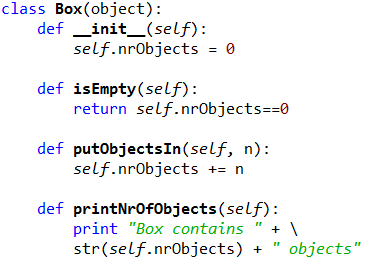 class Box(object):
    def __init__(self):
        self.nrObjects = 0

    def isEmpty(self):
        return self.nrObjects==0

    def putObjectsIn(self, n):
        self.nrObjects += n

    def printNrOfObjects(self):
        print "Box contains " + \
        str(self.nrObjects) + " objects"